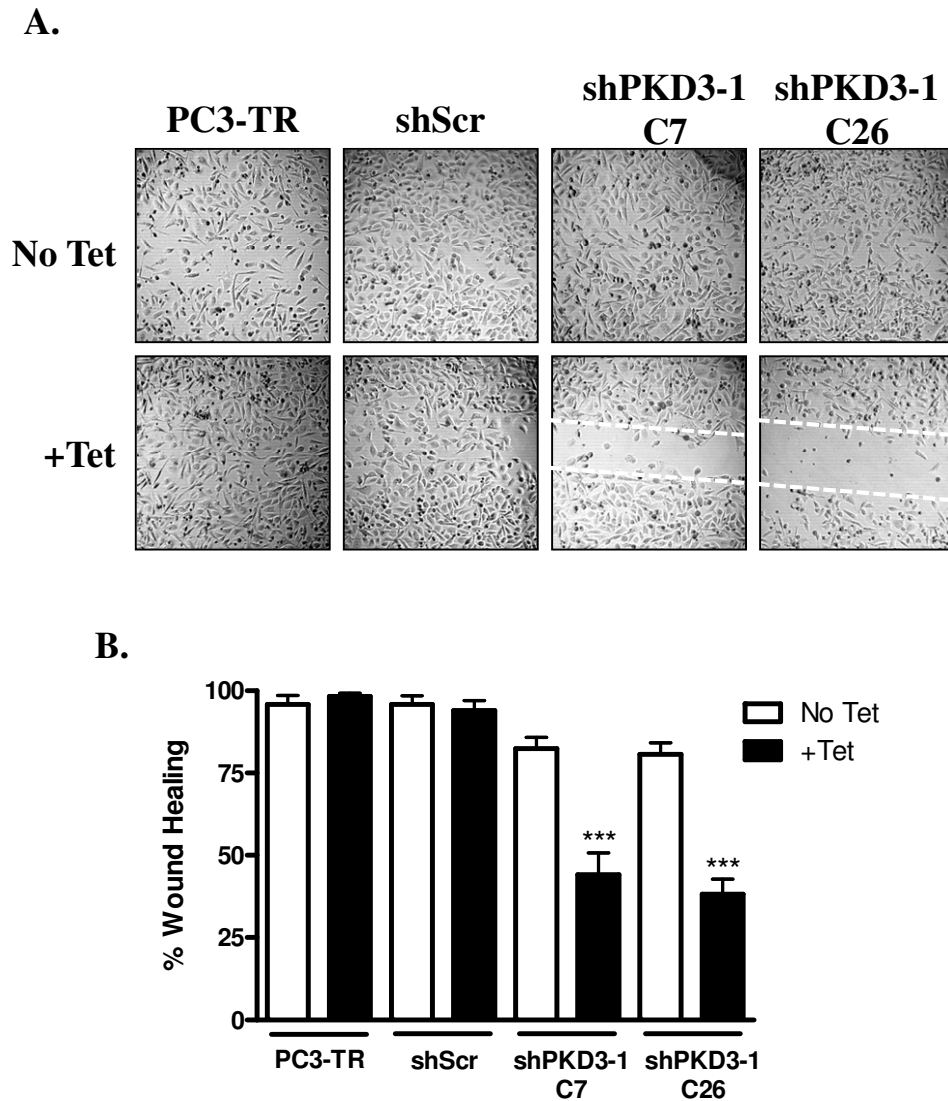 A.
PC3-TR shScr shPKD3-1 C7 shPKD3-1 C26
No Tet
+Tet
B.
100
75
50
25
0
% Wound Healing
No Tet
+Tet
***
***
PC3-TR shScr shPKD3-1 shPKD3-1
C7 C26